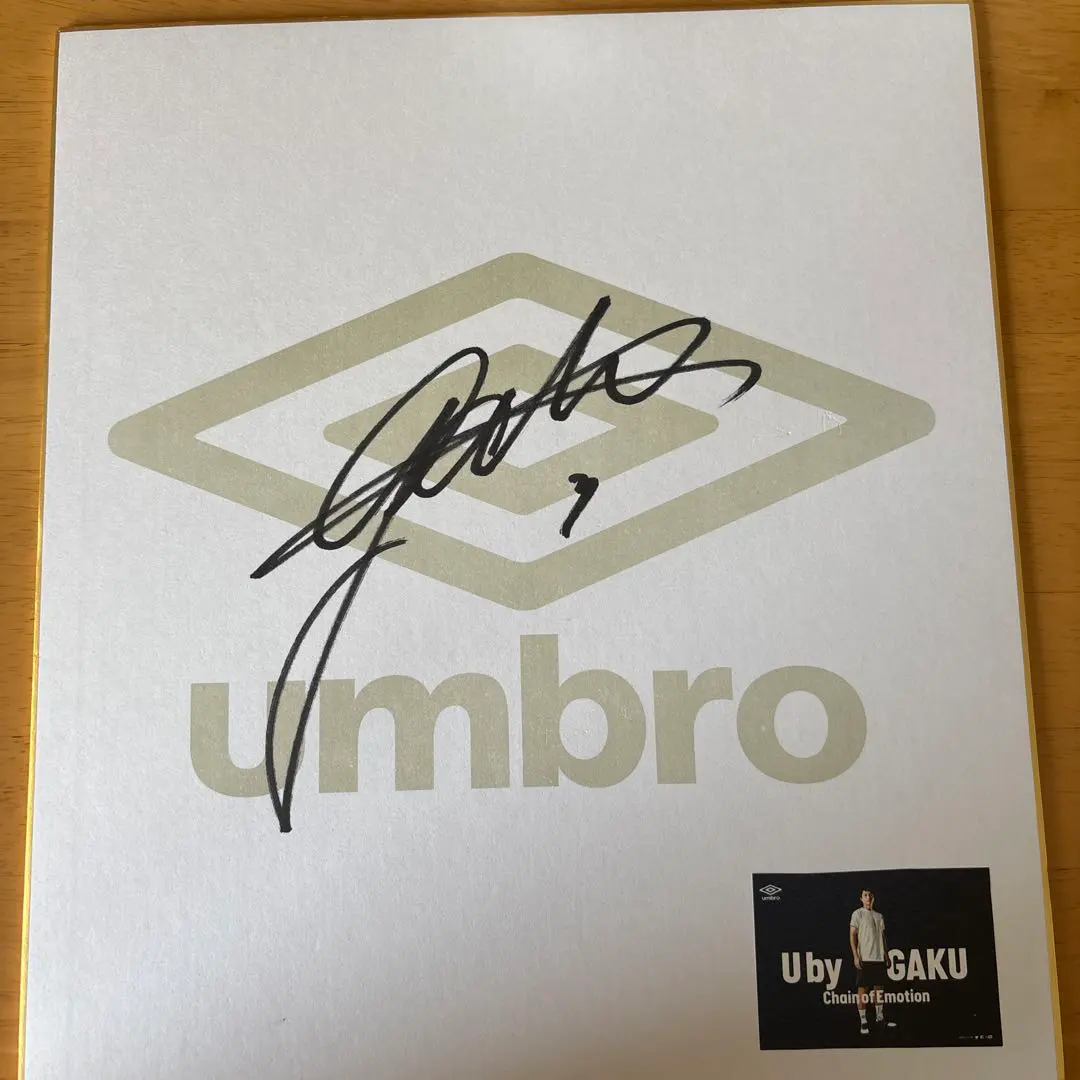 7
umbro
umbro
U by GAKU
Chain of Emotion